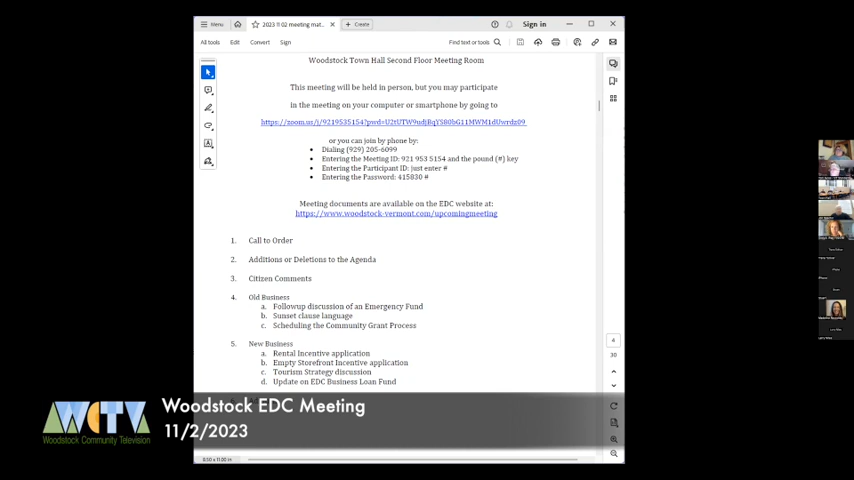 Menu
2023 11 02 meeting mat...
Create
Sign in
All tools
Edit
Convert
Sign
Find text or tools
Woodstock Town Hall Second Floor Meeting Room
This meeting will be held in person, but you may participate
in the meeting on your computer or smartphone by going to
https://zoom.us/j/9219535154?pwd=U2tUTW9udjBqYS80bG11MWM1dUwrdz09
or you can join by phone by:
• Dialing (929) 205-6099
• Entering the Meeting ID: 921 953 5154 and the pound (#) key
• Entering the Participant ID: just enter #
• Entering the Password: 415830 #
Meeting documents are available on the EDC website at:
https://www.woodstock-vermont.com/upcomingmeeting
1. Call to Order
2. Additions or Deletions to the Agenda
3. Citizen Comments
4. Old Business
a. Followup discussion of an Emergency Fund
b. Sunset clause language
c. Scheduling the Community Grant Process
5. New Business
a. Rental Incentive application
b. Empty Storefront Incentive application
c. Tourism Strategy discussion
d. Update on EDC Business Loan Fund
4
30
WCTV
Woodstock Community Television
Woodstock EDC Meeting
11/2/2023
8.50 x 11.00 in